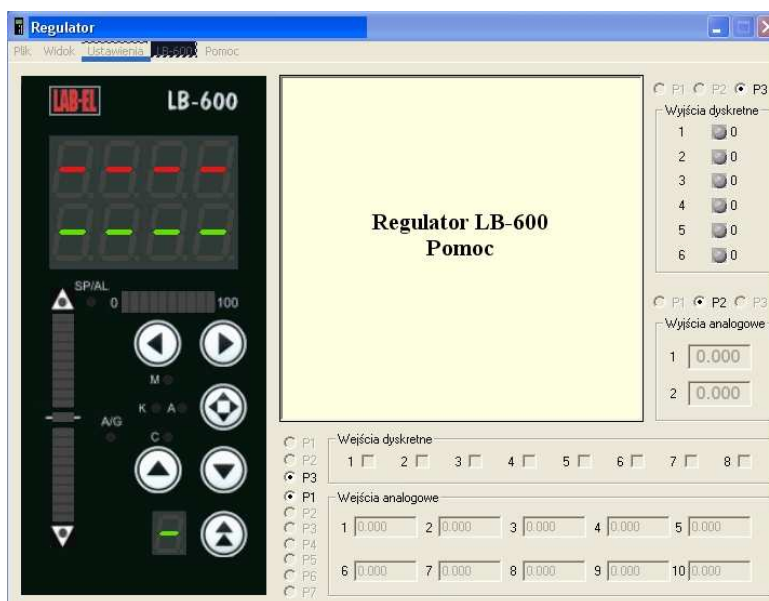 Regulator
Plik Widok Ustawienia LB-600 Pomoc
LAB-EL LB-600
SP/AL
0 100
M
K A
A/G
C
Regulator LB-600
Pomoc
P1 P2 P3
Wyjścia dyskretne
1 0
2 0
3 0
4 0
5 0
6 0
P1 P2 P3
Wyjścia analogowe
1 0.000
2 0.000
P1
P2
P3
Wejścia dyskretne
1 2 3 4 5 6 7 8
P1
P2
P3
P4
P5
P6
P7
Wejścia analogowe
1 0.000 2 0.000 3 0.000 4 0.000 5 0.000
6 0.000 7 0.000 8 0.000 9 0.000 10 0.000